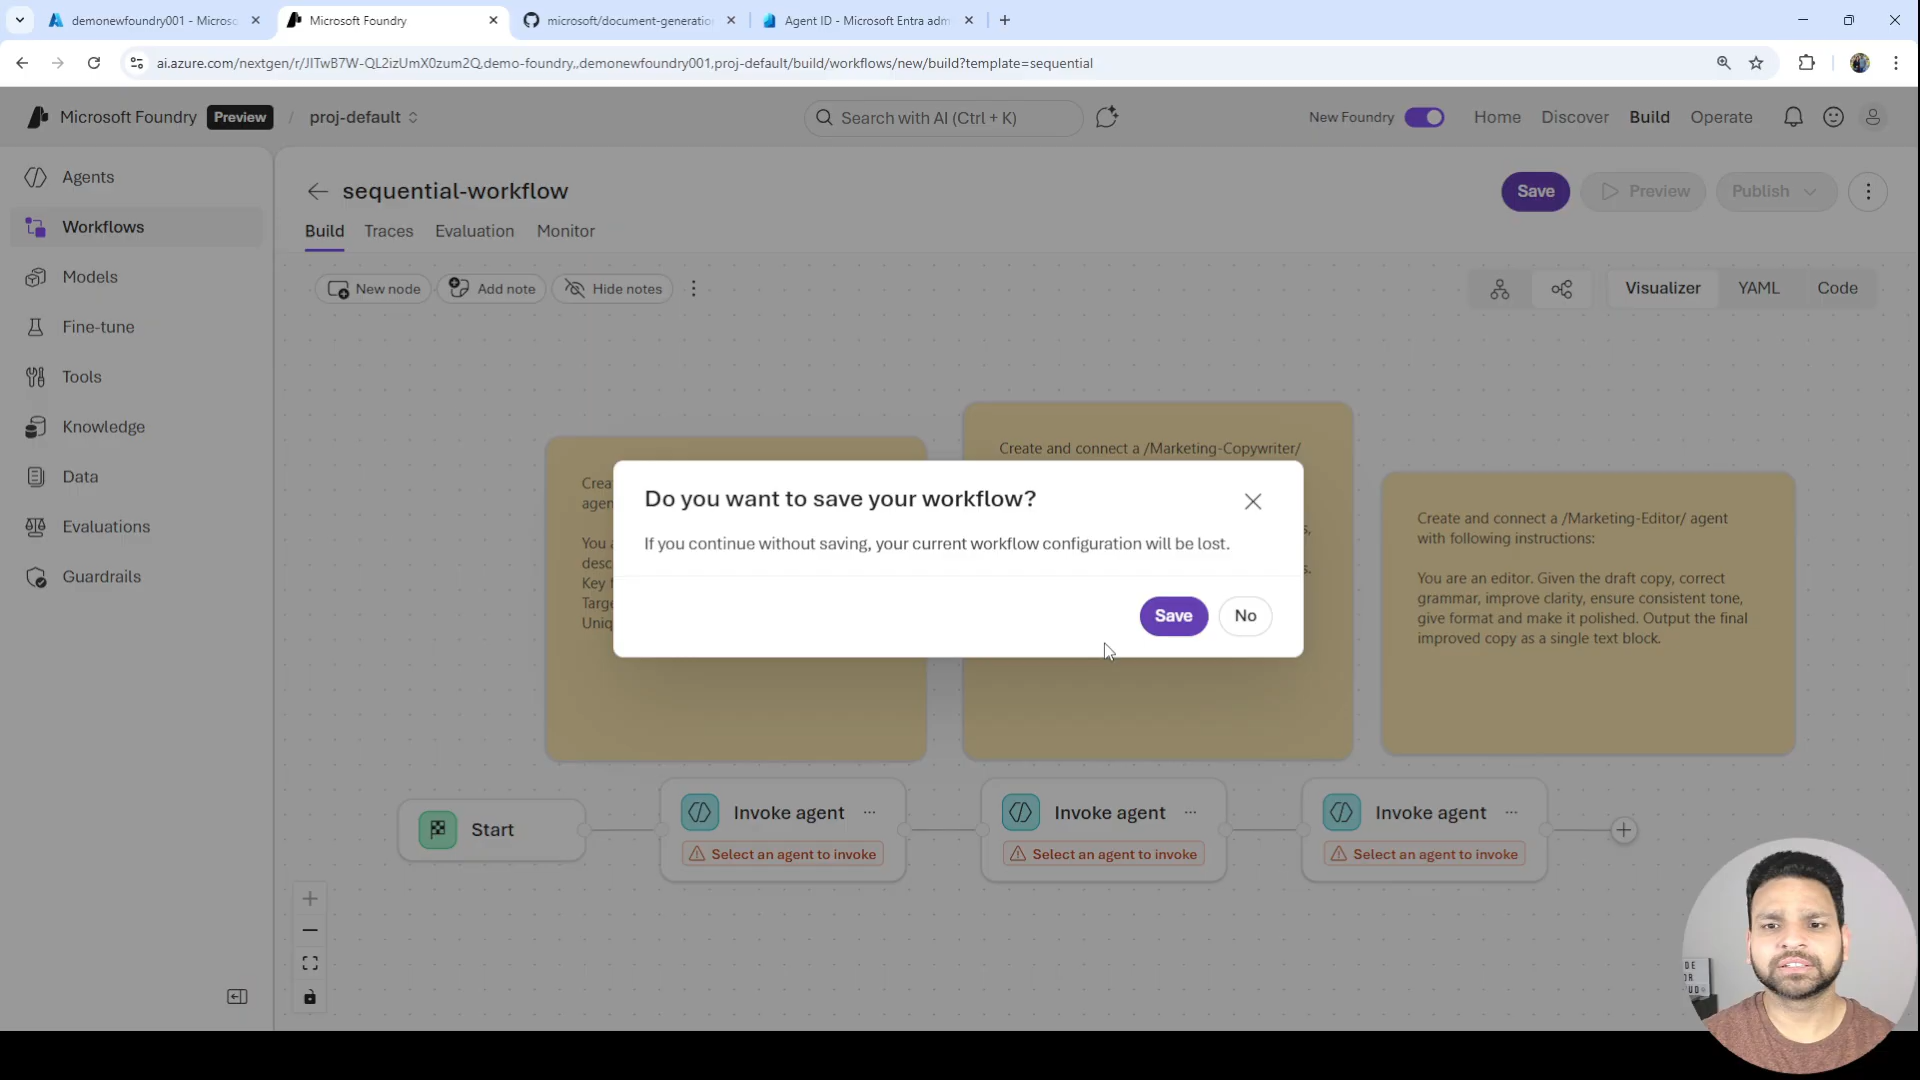 demonewfoundry001 - Microso
Microsoft Foundry
microsoft/document-generatio
Agent ID - Microsoft Entra adm
ai.azure.com/nextgen/r/JITwB7W-QL2izUmX0zum2Q,demo-foundry,,demonewfoundry001,proj-default/build/workflows/new/build?template=sequential
Microsoft Foundry Preview / proj-default
Search with AI (Ctrl + K)
New Foundry
Home Discover Build Operate
Agents
Workflows
Models
Fine-tune
Tools
Knowledge
Data
Evaluations
Guardrails
sequential-workflow
Save Preview Publish
Build Traces Evaluation Monitor
New node Add note Hide notes
Visualizer YAML Code
Crea
agen
You a
desc
Key t
Targe
Uniq
Create and connect a /Marketing-Copywriter/
s,
s.
Create and connect a /Marketing-Editor/ agent
with following instructions:
You are an editor. Given the draft copy, correct
grammar, improve clarity, ensure consistent tone,
give format and make it polished. Output the final
improved copy as a single text block.
Do you want to save your workflow?
If you continue without saving, your current workflow configuration will be lost.
Save No
Start
Invoke agent ...
Select an agent to invoke
Invoke agent ...
Select an agent to invoke
Invoke agent ...
Select an agent to invoke